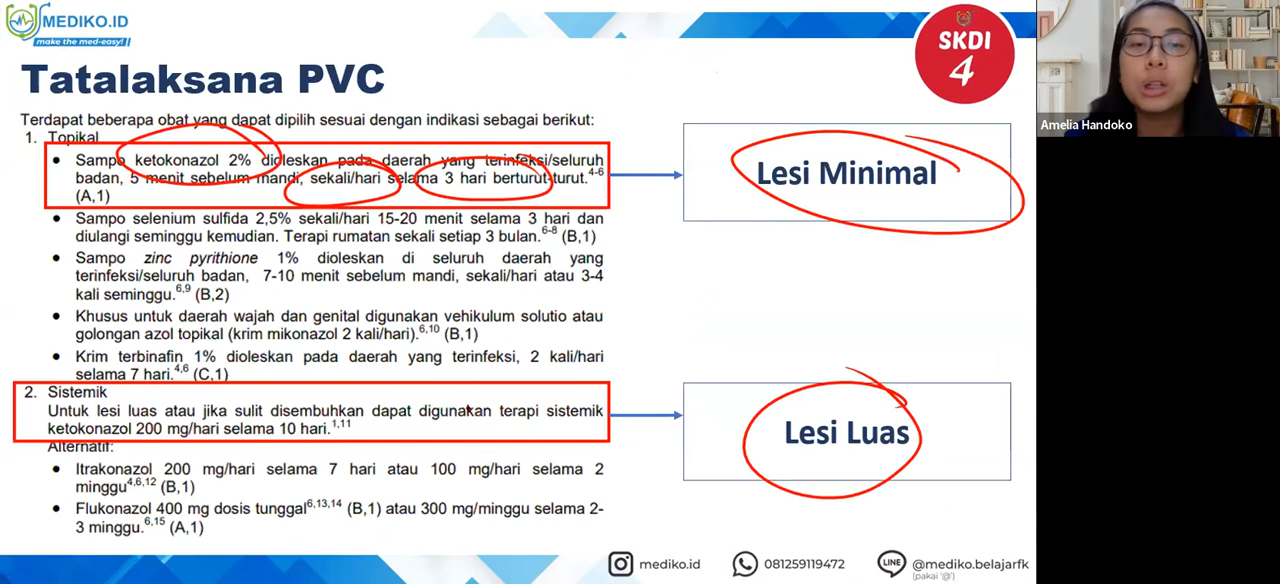 MEDIKO.ID
make the med-easy!
SKDI
4
Tatalaksana PVC
Amelia Handoko
Terdapat beberapa obat yang dapat dipilih sesuai dengan indikasi sebagai berikut:
1. Topikal
• Sampo ketokonazol 2% dioleskan pada daerah yang terinfeksi/seluruh
badan, 5 menit sebelum mandi, sekali/hari selama 3 hari berturut-turut.4-6
(A,1)
Lesi Minimal
• Sampo selenium sulfida 2,5% sekali/hari 15-20 menit selama 3 hari dan
diulangi seminggu kemudian. Terapi rumatan sekali setiap 3 bulan.6-8 (B,1)
• Sampo zinc pyrithione 1% dioleskan di seluruh daerah yang
terinfeksi/seluruh badan, 7-10 menit sebelum mandi, sekali/hari atau 3-4
kali seminggu.6,9 (B,2)
• Khusus untuk daerah wajah dan genital digunakan vehikulum solutio atau
golongan azol topikal (krim mikonazol 2 kali/hari).6,10 (B,1)
• Krim terbinafin 1% dioleskan pada daerah yang terinfeksi, 2 kali/hari
selama 7 hari.4,6 (C,1)
2. Sistemik
Untuk lesi luas atau jika sulit disembuhkan dapat digunakan terapi sistemik
ketokonazol 200 mg/hari selama 10 hari.1,11
Lesi Luas
Alternatif:
• Itrakonazol 200 mg/hari selama 7 hari atau 100 mg/hari selama 2
minggu4,6,12 (B,1)
• Flukonazol 400 mg dosis tunggal6,13,14 (B,1) atau 300 mg/minggu selama 2-
3 minggu.6,15 (A,1)
mediko.id
081259119472
LINE
@mediko.belajarfk
(pakai '@')